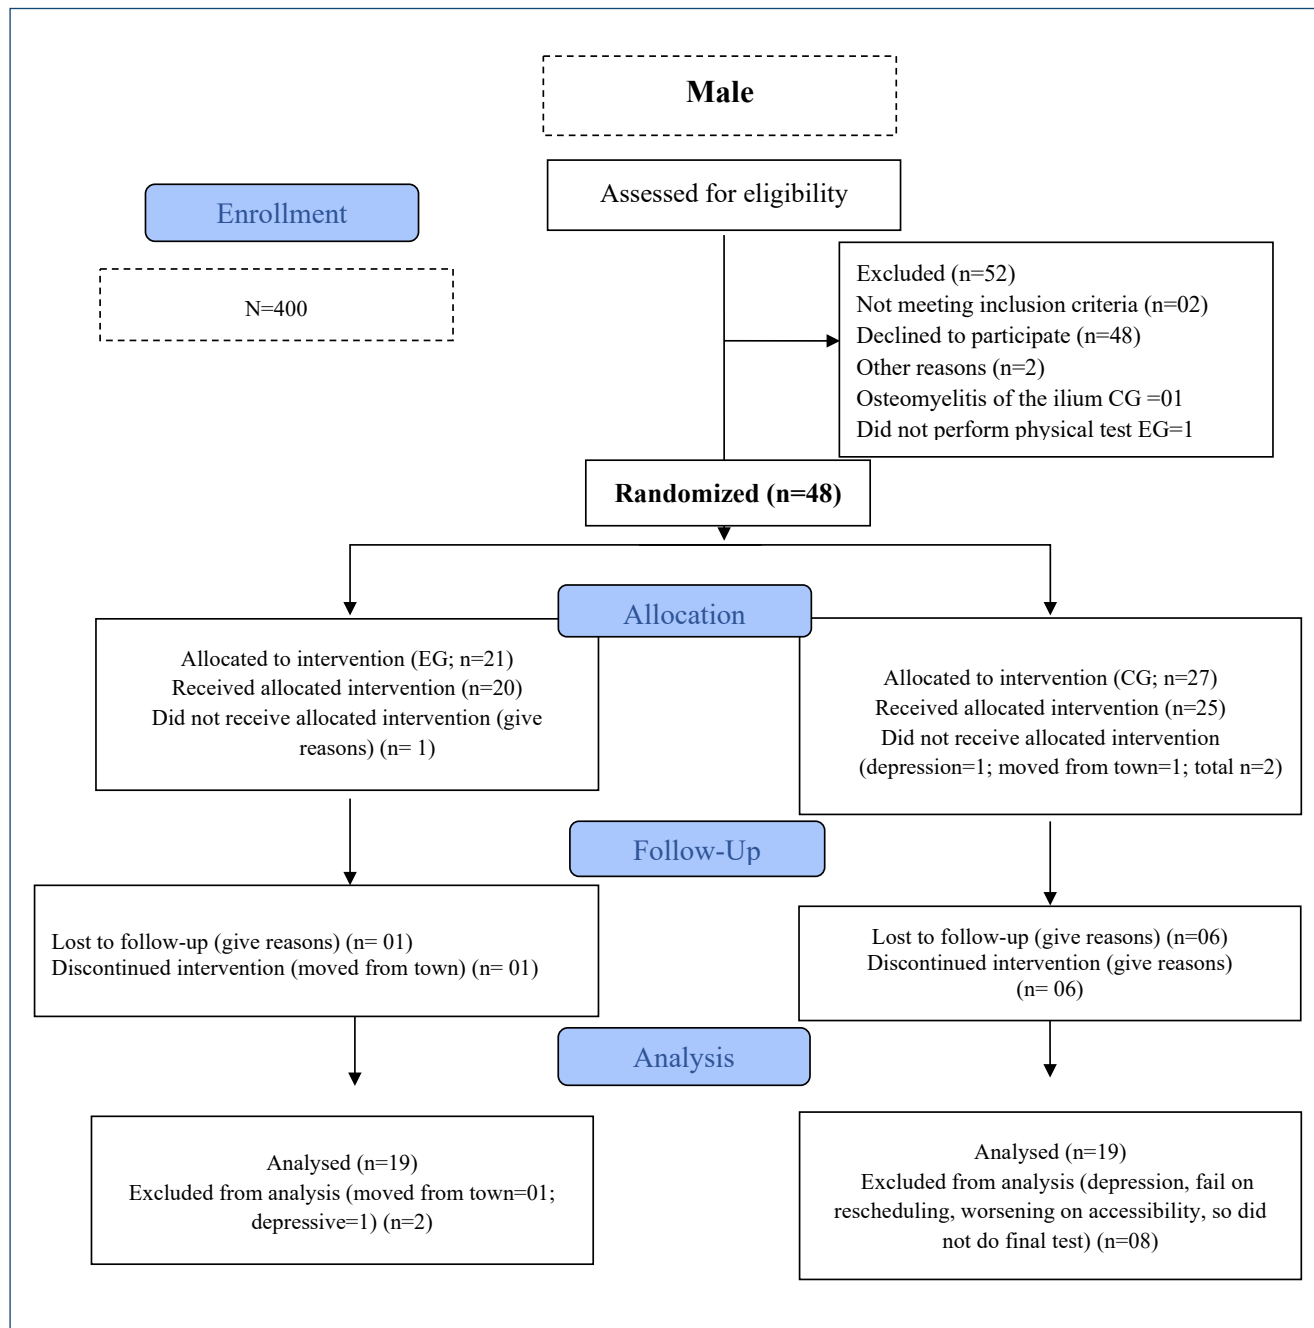 Male
Assessed for eligibility
Enrollment
N=400
Excluded (n=52)
Not meeting inclusion criteria (n=02)
Declined to participate (n=48)
Other reasons (n=2)
Osteomyelitis of the ilium CG =01
Did not perform physical test EG=1
Randomized (n=48)
Allocation
Allocated to intervention (EG; n=21)
Received allocated intervention (n=20)
Did not receive allocated intervention (give
reasons) (n= 1)
Allocated to intervention (CG; n=27)
Received allocated intervention (n=25)
Did not receive allocated intervention
(depression=1; moved from town=1; total n=2)
Follow-Up
Lost to follow-up (give reasons) (n= 01)
Discontinued intervention (moved from town) (n= 01)
Lost to follow-up (give reasons) (n=06)
Discontinued intervention (give reasons)
(n= 06)
Analysis
Analysed (n=19)
Excluded from analysis (moved from town=01;
depressive=1) (n=2)
Analysed (n=19)
Excluded from analysis (depression, fail on
rescheduling, worsening on accessibility, so did
not do final test) (n=08)